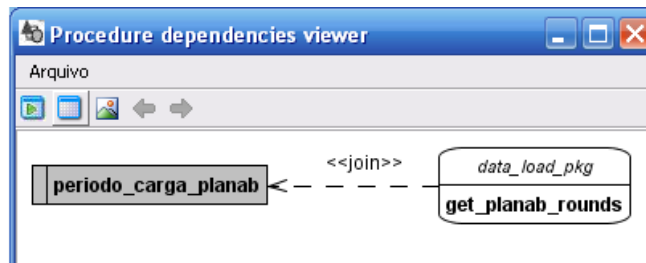 Procedure dependencies viewer
Arquivo
<<join>>
periodo_carga_planab
data_load_pkg
get_planab_rounds